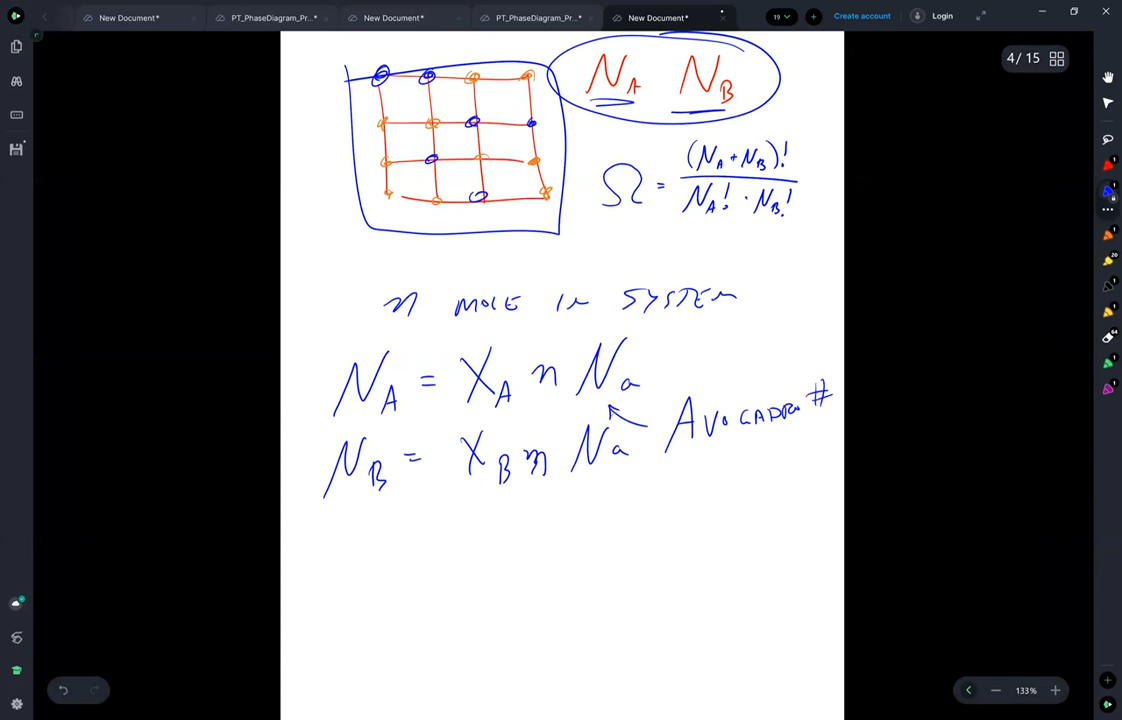 New Document*
PT_PhaseDiagram_Pr...*
New Document*
PT_PhaseDiagram_Pr...*
New Document*
19
Create account
Login
4 / 15
N_A N_B
Ω = (N_A + N_B)! / N_A! · N_B!
n MOLE IN SYSTEM
N_A = X_A n N_a
AVOGADRO #
N_B = X_B n N_a
133%